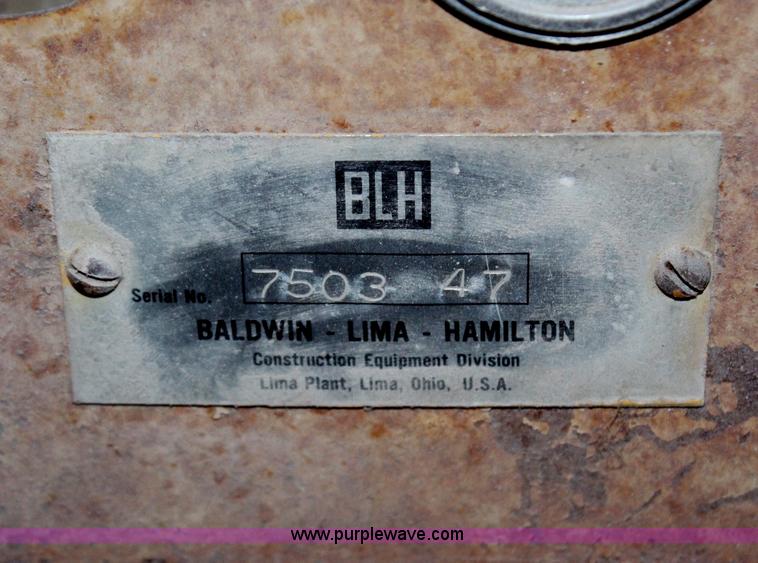 BLH
Serial No. 7503 47
BALDWIN - LIMA - HAMILTON
Construction Equipment Division
Lima Plant, Lima, Ohio, U.S.A.
www.purplewave.com